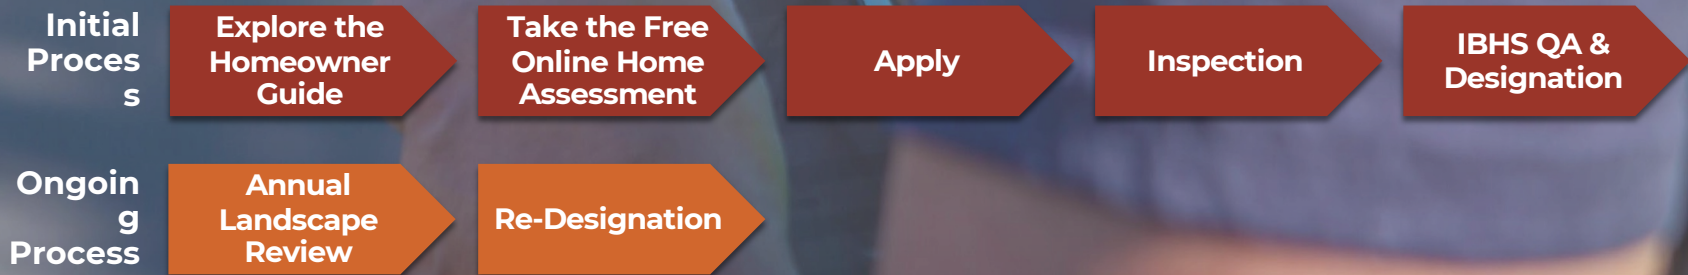 Initial
Proces
s
Explore the
Homeowner
Guide
Take the Free
Online Home
Assessment
Apply
Inspection
IBHS QA &
Designation
Ongoin
g
Process
Annual
Landscape
Review
Re-Designation